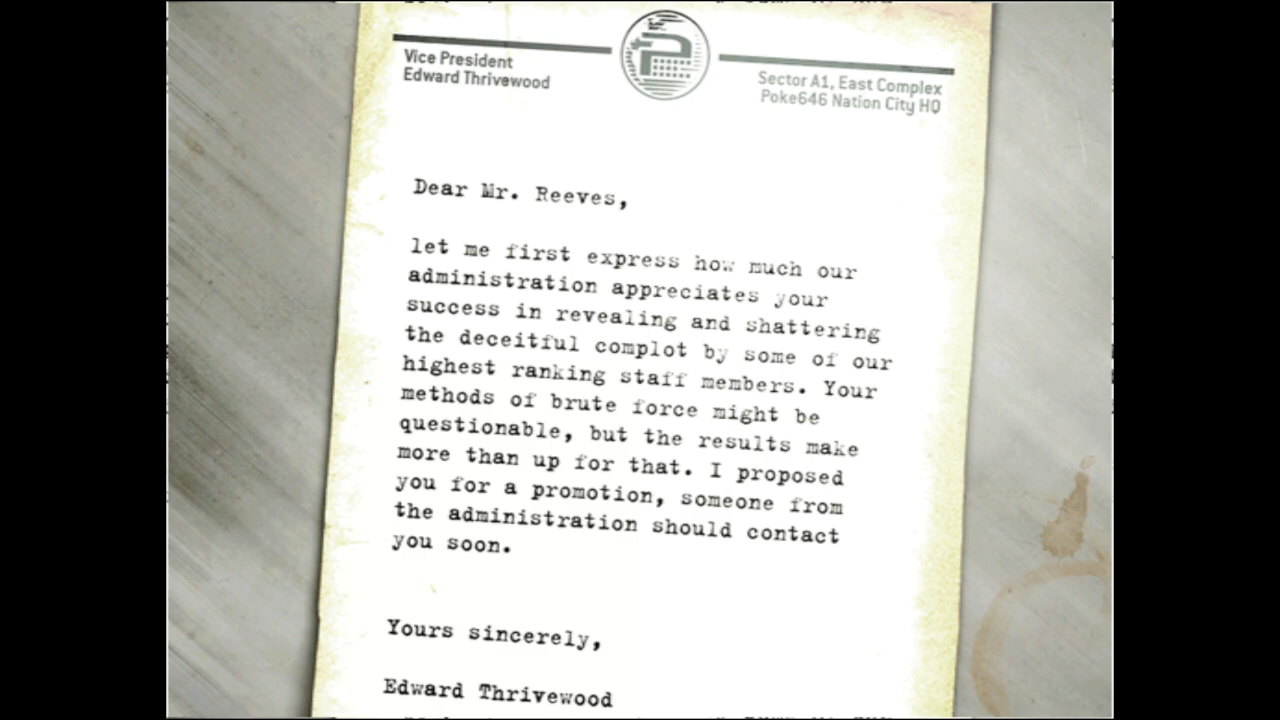 Vice President
Edward Thrivewood
Sector A1, East Complex
Poke646 Nation City HQ
Dear Mr. Reeves,
let me first express how much our
administration appreciates your
success in revealing and shattering
the deceitful complot by some of our
highest ranking staff members. Your
methods of brute force might be
questionable, but the results make
more than up for that. I proposed
you for a promotion, someone from
the administration should contact
you soon.
Yours sincerely,
Edward Thrivewood